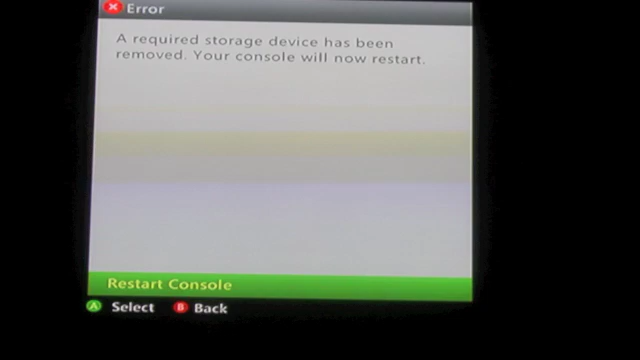 Error
A required storage device has been
removed. Your console will now restart.
Restart Console
A Select B Back